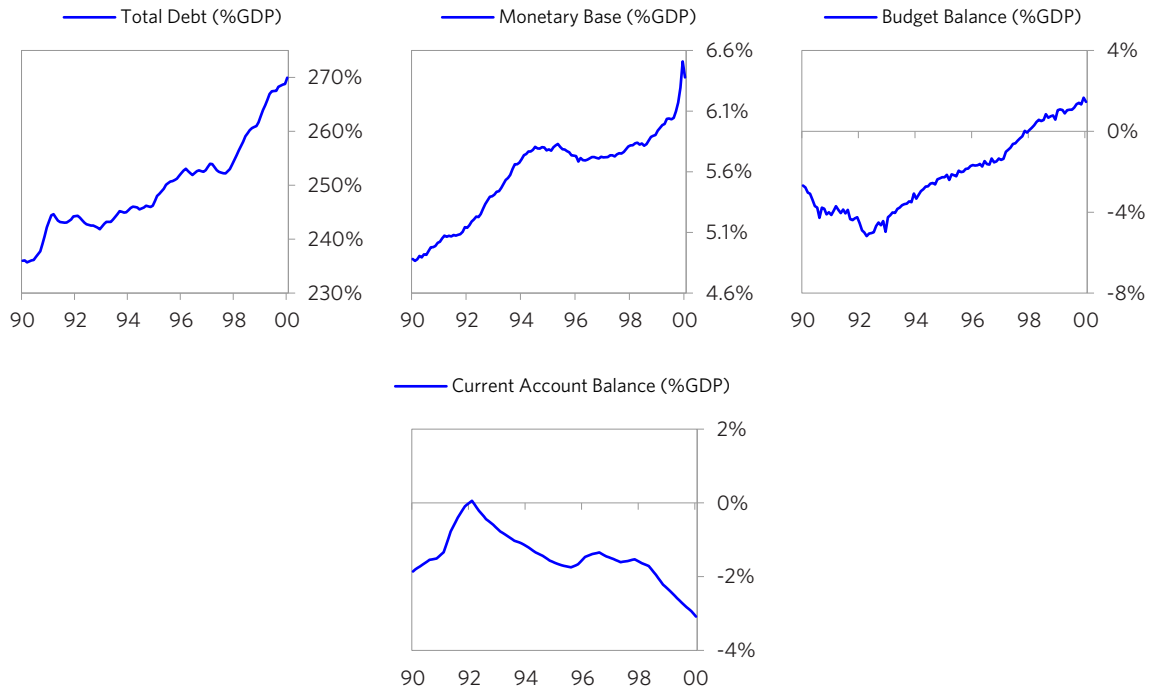 Total Debt (%GDP)
270%
260%
250%
240%
230%
90 92 94 96 98 00
Monetary Base (%GDP)
6.6%
6.1%
5.6%
5.1%
4.6%
90 92 94 96 98 00
Budget Balance (%GDP)
4%
0%
-4%
-8%
90 92 94 96 98 00
Current Account Balance (%GDP)
2%
0%
-2%
-4%
90 92 94 96 98 00